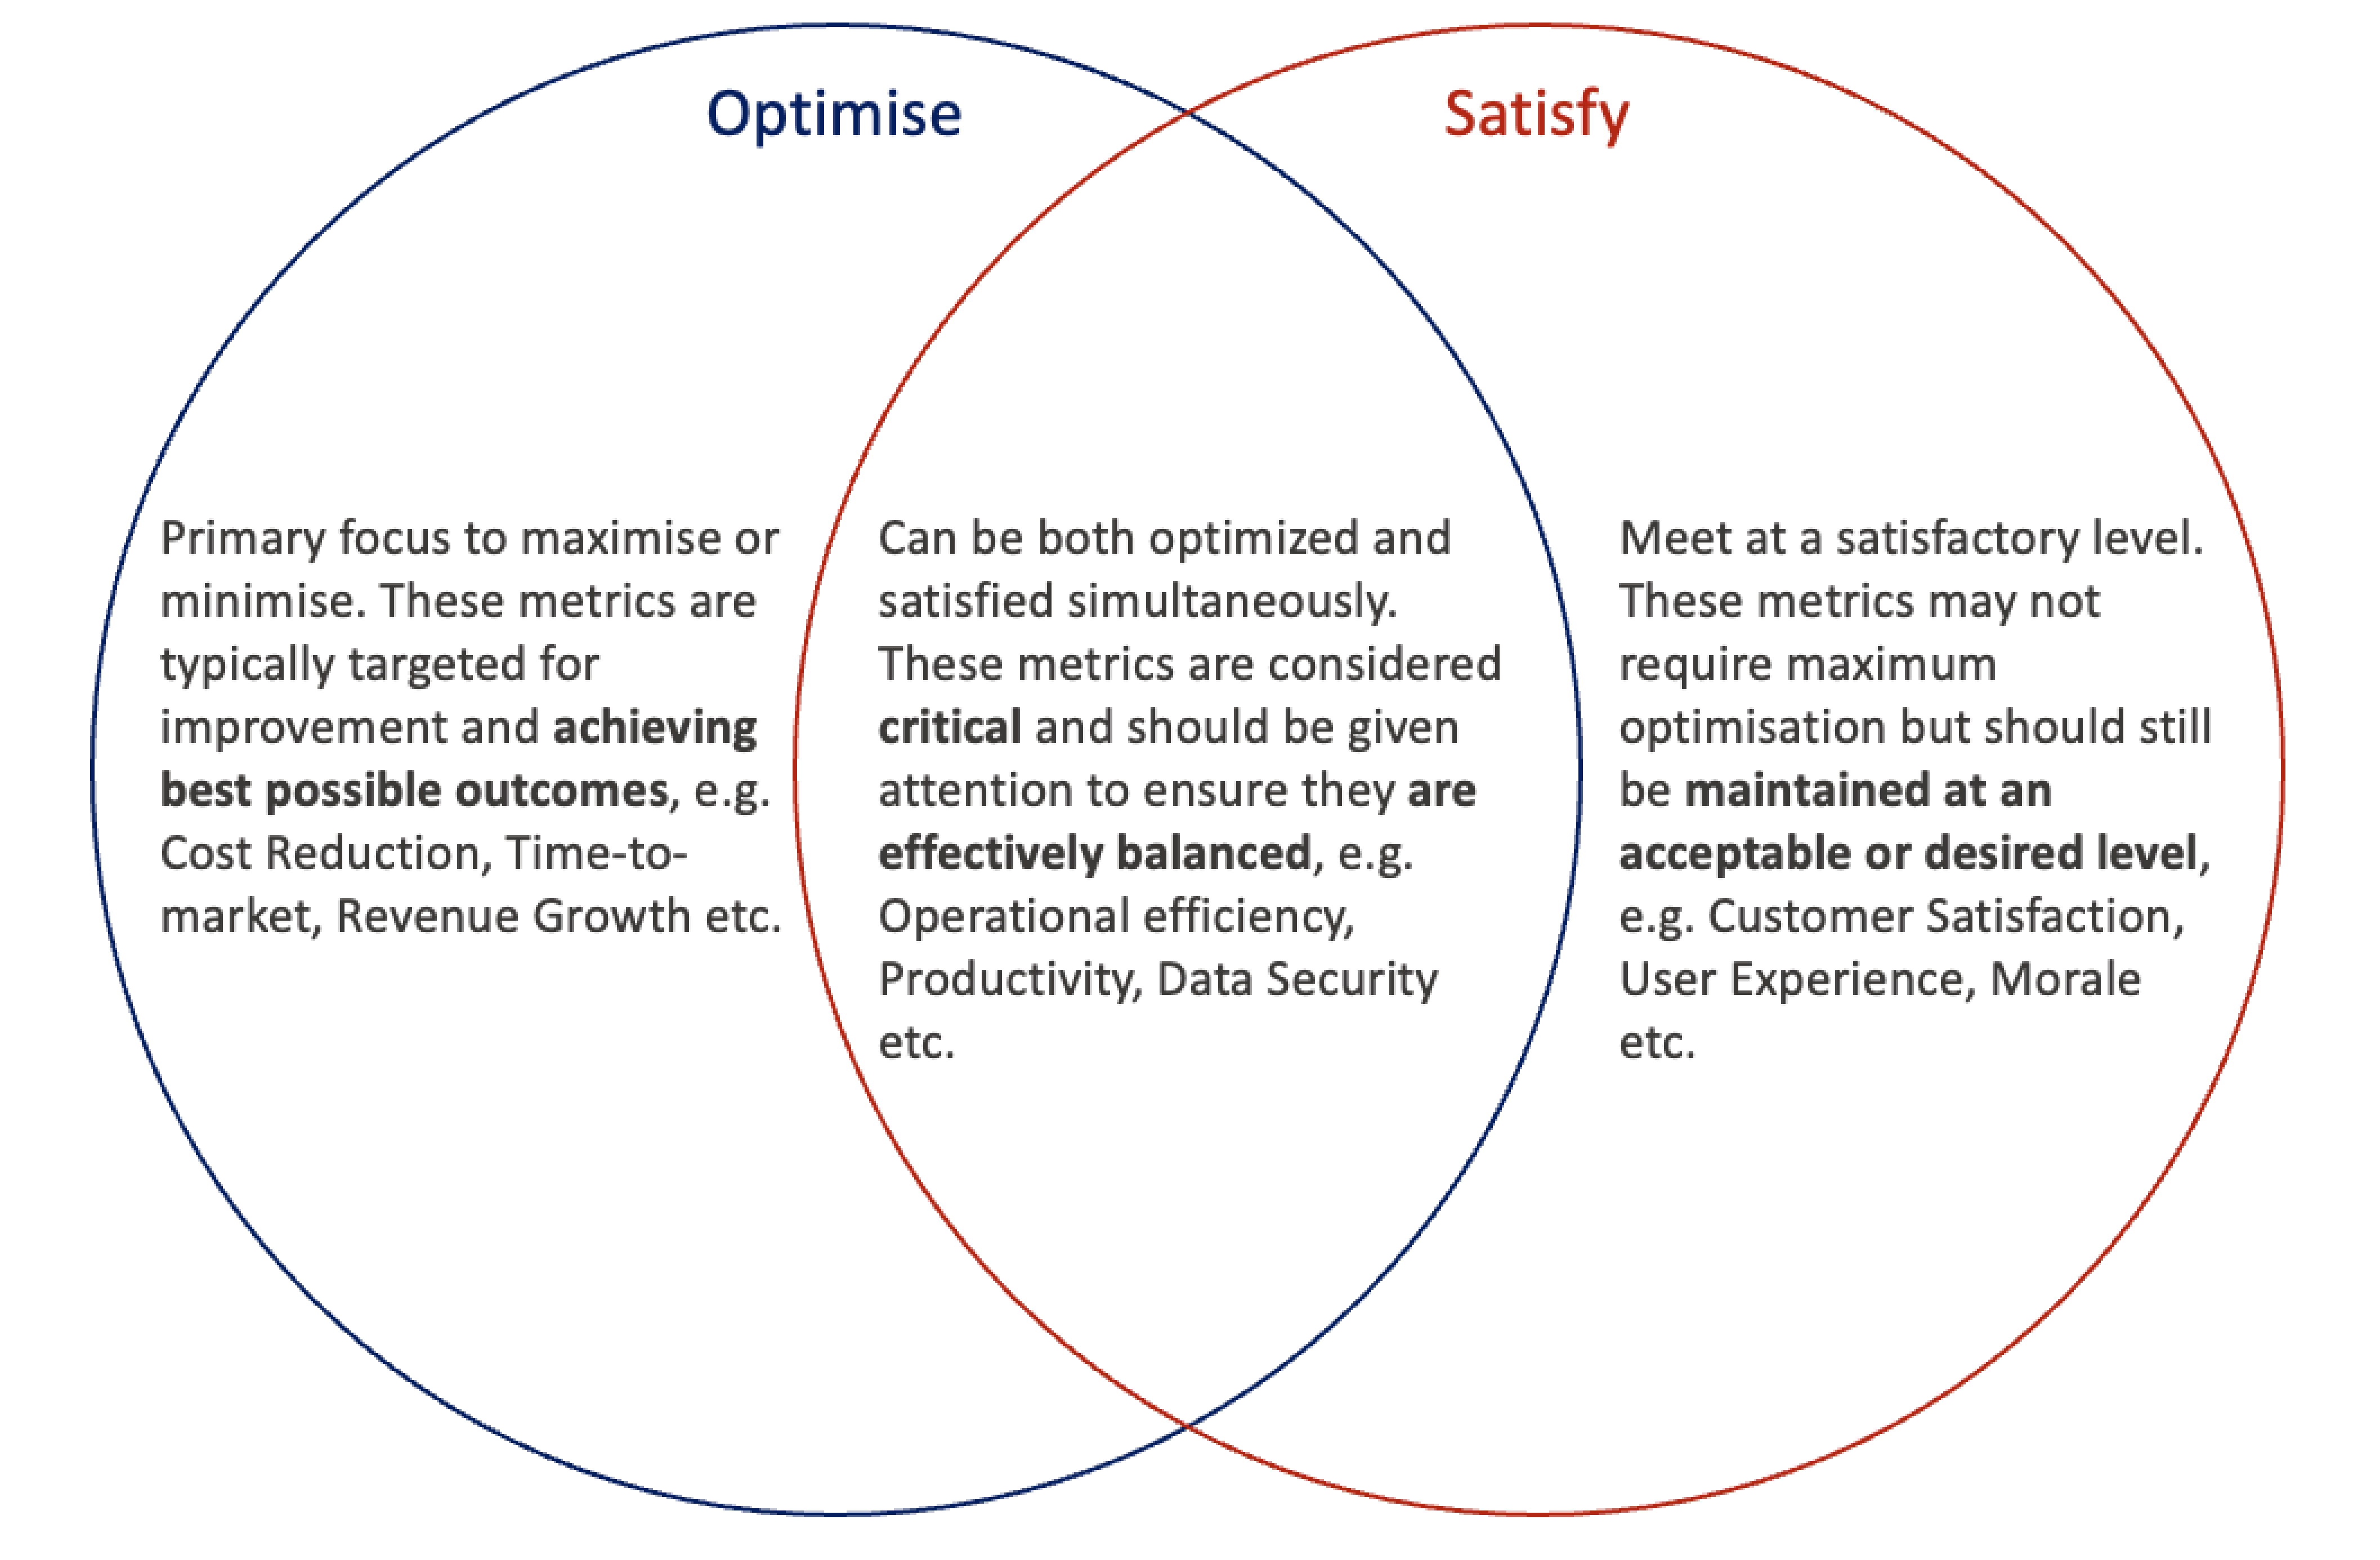 Optimise
Satisfy
Primary focus to maximise or
minimise. These metrics are
typically targeted for
improvement and achieving
best possible outcomes, e.g.
Cost Reduction, Time-to-
market, Revenue Growth etc.
Can be both optimized and
satisfied simultaneously.
These metrics are considered
critical and should be given
attention to ensure they are
effectively balanced, e.g.
Operational efficiency,
Productivity, Data Security
etc.
Meet at a satisfactory level.
These metrics may not
require maximum
optimisation but should still
be maintained at an
acceptable or desired level,
e.g. Customer Satisfaction,
User Experience, Morale
etc.